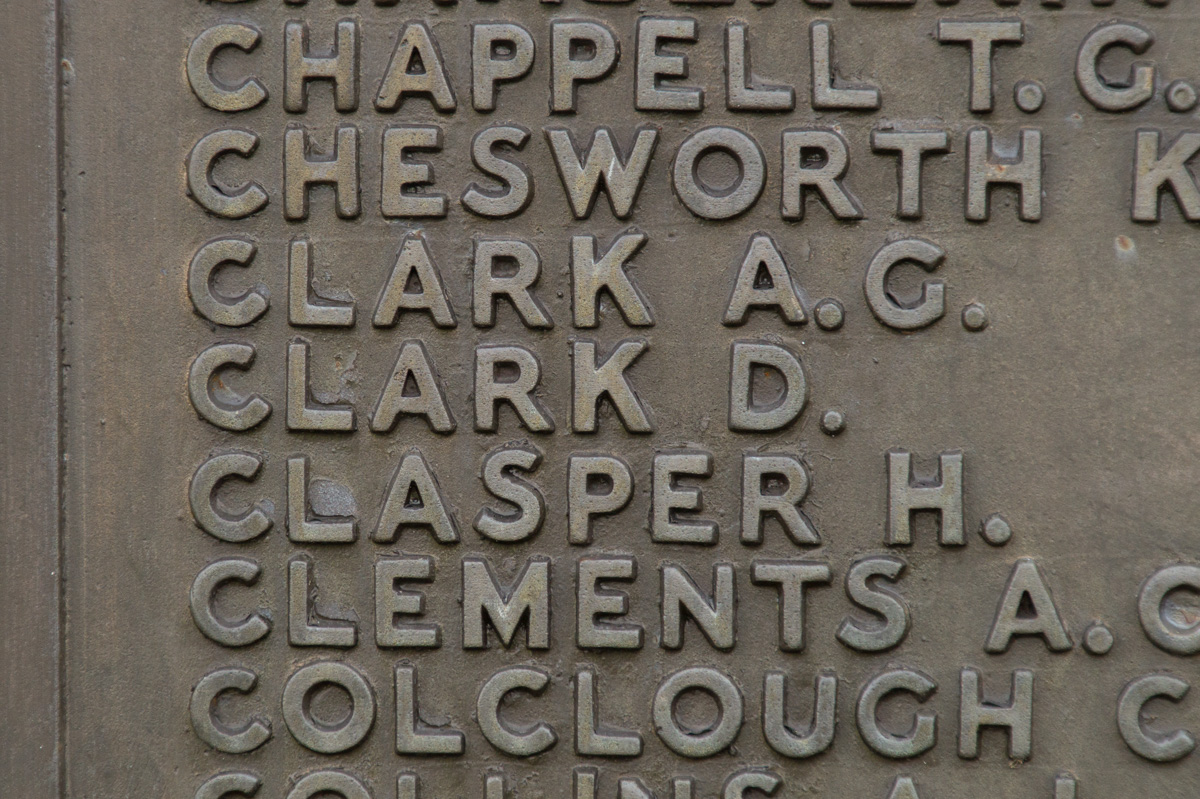 CHAPPELL T.G.
CHESWORTH K
CLARK A.G.
CLARK D.
CLASPER H.
CLEMENTS A.
COLCLOUGH C